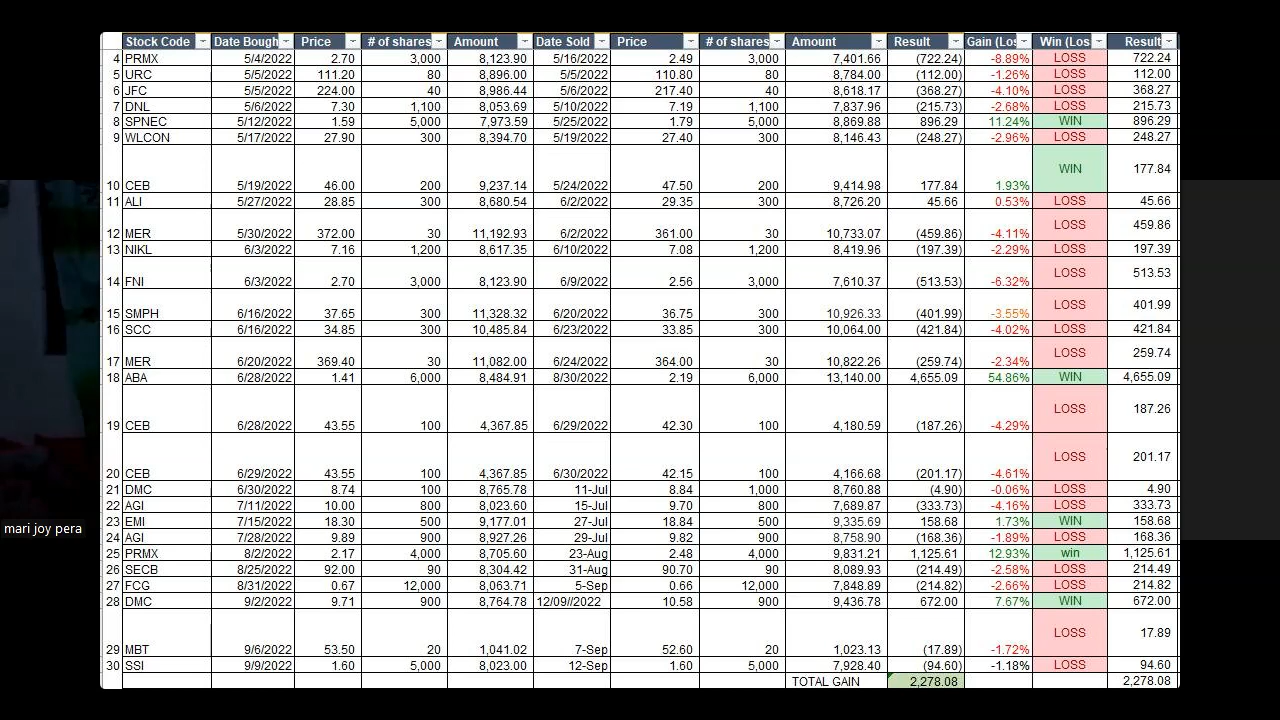 Stock Code Date Bough Price # of shares Amount Date Sold Price # of shares Amount Result Gain (Los Win (Los Result
4 PRMX 5/4/2022 2.70 3,000 8,123.90 5/16/2022 2.49 3,000 7,401.66 (722.24) -8.89% LOSS 722.24
5 URC 5/5/2022 111.20 80 8,896.00 5/5/2022 110.80 80 8,784.00 (112.00) -1.26% LOSS 112.00
6 JFC 5/5/2022 224.00 40 8,986.44 5/6/2022 217.40 40 8,618.17 (368.27) -4.10% LOSS 368.27
7 DNL 5/6/2022 7.30 1,100 8,053.69 5/10/2022 7.19 1,100 7,837.96 (215.73) -2.68% LOSS 215.73
8 SPNEC 5/12/2022 1.59 5,000 7,973.59 5/25/2022 1.79 5,000 8,869.88 896.29 11.24% WIN 896.29
9 WLCON 5/17/2022 27.90 300 8,394.70 5/19/2022 27.40 300 8,146.43 (248.27) -2.96% LOSS 248.27
10 CEB 5/19/2022 46.00 200 9,237.14 5/24/2022 47.50 200 9,414.98 177.84 1.93% WIN 177.84
11 ALI 5/27/2022 28.85 300 8,680.54 6/2/2022 29.35 300 8,726.20 45.66 0.53% LOSS 45.66
12 MER 5/30/2022 372.00 30 11,192.93 6/2/2022 361.00 30 10,733.07 (459.86) -4.11% LOSS 459.86
13 NIKL 6/3/2022 7.16 1,200 8,617.35 6/10/2022 7.08 1,200 8,419.96 (197.39) -2.29% LOSS 197.39
14 FNI 6/3/2022 2.70 3,000 8,123.90 6/9/2022 2.56 3,000 7,610.37 (513.53) -6.32% LOSS 513.53
15 SMPH 6/16/2022 37.65 300 11,328.32 6/20/2022 36.75 300 10,926.33 (401.99) -3.55% LOSS 401.99
16 SCC 6/16/2022 34.85 300 10,485.84 6/23/2022 33.85 300 10,064.00 (421.84) -4.02% LOSS 421.84
17 MER 6/20/2022 369.40 30 11,082.00 6/24/2022 364.00 30 10,822.26 (259.74) -2.34% LOSS 259.74
18 ABA 6/28/2022 1.41 6,000 8,484.91 8/30/2022 2.19 6,000 13,140.00 4,655.09 54.86% WIN 4,655.09
19 CEB 6/28/2022 43.55 100 4,367.85 6/29/2022 42.30 100 4,180.59 (187.26) -4.29% LOSS 187.26
20 CEB 6/29/2022 43.55 100 4,367.85 6/30/2022 42.15 100 4,166.68 (201.17) -4.61% LOSS 201.17
21 DMC 6/30/2022 8.74 100 8,765.78 11-Jul 8.84 1,000 8,760.88 (4.90) -0.06% LOSS 4.90
22 AGI 7/11/2022 10.00 800 8,023.60 15-Jul 9.70 800 7,689.87 (333.73) -4.16% LOSS 333.73
23 EMI 7/15/2022 18.30 500 9,177.01 27-Jul 18.84 500 9,335.69 158.68 1.73% WIN 158.68
24 AGI 7/28/2022 9.89 900 8,927.26 29-Jul 9.82 900 8,758.90 (168.36) -1.89% LOSS 168.36
25 PRMX 8/2/2022 2.17 4,000 8,705.60 23-Aug 2.48 4,000 9,831.21 1,125.61 12.93% win 1,125.61
26 SECB 8/25/2022 92.00 90 8,304.42 31-Aug 90.70 90 8,089.93 (214.49) -2.58% LOSS 214.49
27 FCG 8/31/2022 0.67 12,000 8,063.71 5-Sep 0.66 12,000 7,848.89 (214.82) -2.66% LOSS 214.82
28 DMC 9/2/2022 9.71 900 8,764.78 12/09//2022 10.58 900 9,436.78 672.00 7.67% WIN 672.00
29 MBT 9/6/2022 53.50 20 1,041.02 7-Sep 52.60 20 1,023.13 (17.89) -1.72% LOSS 17.89
30 SSI 9/9/2022 1.60 5,000 8,023.00 12-Sep 1.60 5,000 7,928.40 (94.60) -1.18% LOSS 94.60
TOTAL GAIN 2,278.08 2,278.08
mari joy pera